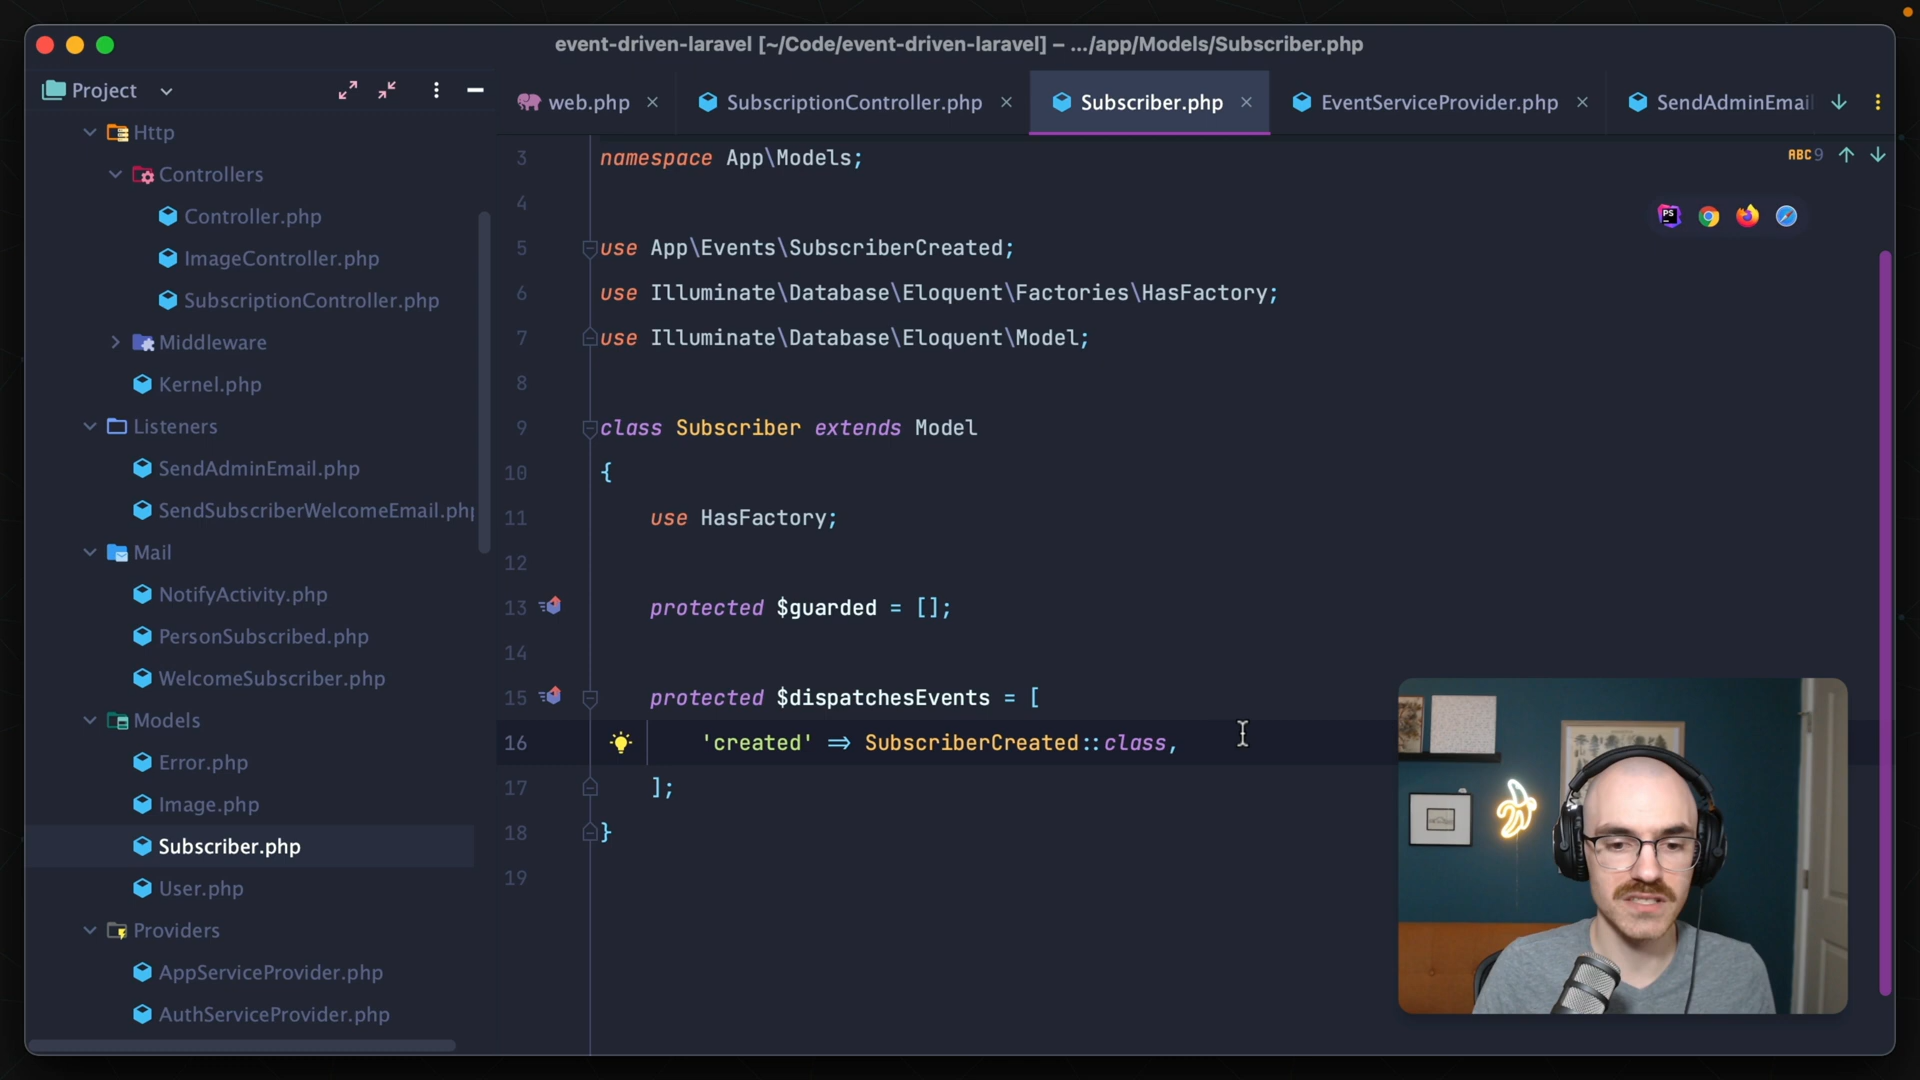 event-driven-laravel [~/Code/event-driven-laravel] – .../app/Models/Subscriber.php
Project
web.php
SubscriptionController.php
Subscriber.php
EventServiceProvider.php
SendAdminEmail
Http
Controllers
Controller.php
ImageController.php
SubscriptionController.php
Middleware
Kernel.php
Listeners
SendAdminEmail.php
SendSubscriberWelcomeEmail.php
Mail
NotifyActivity.php
PersonSubscribed.php
WelcomeSubscriber.php
Models
Error.php
Image.php
Subscriber.php
User.php
Providers
AppServiceProvider.php
AuthServiceProvider.php
ABC 9
PS
3 namespace App\Models;
4
5 use App\Events\SubscriberCreated;
6 use Illuminate\Database\Eloquent\Factories\HasFactory;
7 use Illuminate\Database\Eloquent\Model;
8
9 class Subscriber extends Model
10 {
11 use HasFactory;
12
13 protected $guarded = [];
14
15 protected $dispatchesEvents = [
16 'created' => SubscriberCreated::class,
17 ];
18 }
19